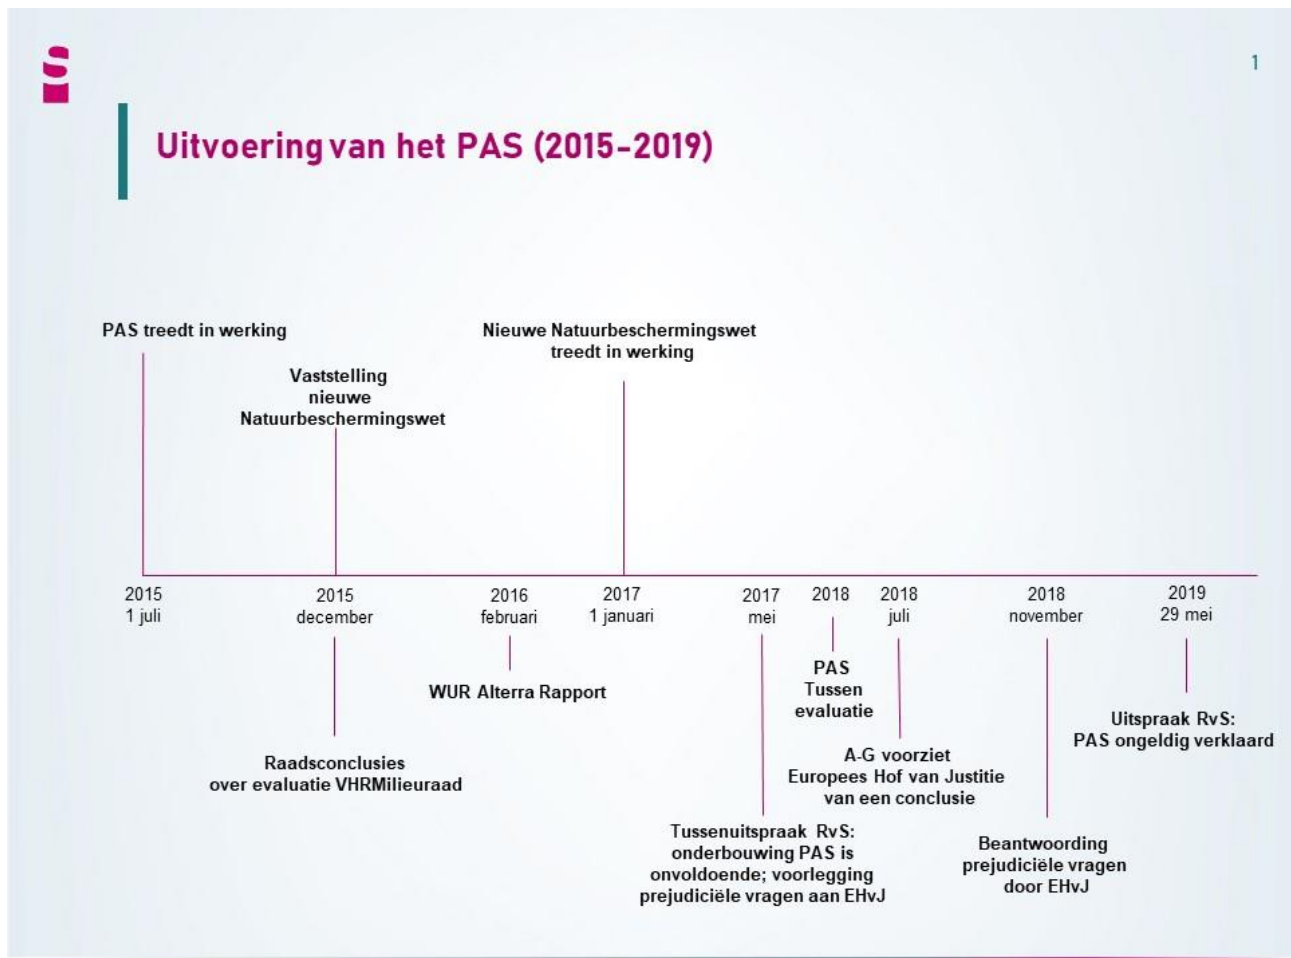 1
Uitvoering van het PAS (2015-2019)
PAS treedt in werking
Vaststelling
nieuwe
Natuurbeschermingswet
Nieuwe Natuurbeschermingswet
treedt in werking
2015
1 juli
2015
december
2016
februari
2017
1 januari
2017
mei
2018
2018
juli
2018
november
2019
29 mei
Raadsconclusies
over evaluatie VHRMilieuraad
WUR Alterra Rapport
Tussenuitspraak RvS:
onderbouwing PAS is
onvoldoende; voorlegging
prejudiciële vragen aan EHvJ
PAS
Tussen
evaluatie
A-G voorziet
Europees Hof van Justitie
van een conclusie
Beantwoording
prejudiciële vragen
door EHvJ
Uitspraak RvS:
PAS ongeldig verklaard